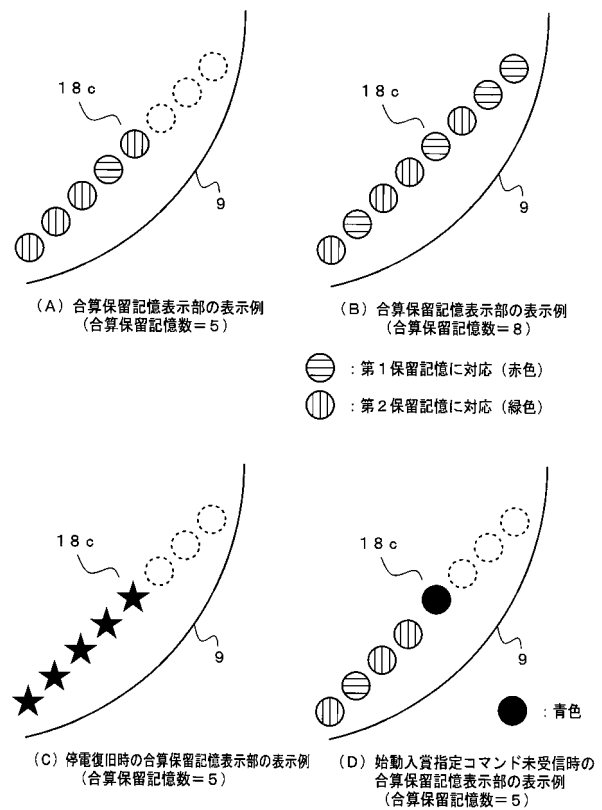 18c
9
(A) 合算保留記憶表示部の表示例
(合算保留記憶数=5)
18c
9
(B) 合算保留記憶表示部の表示例
(合算保留記憶数=8)
:第1保留記憶に対応(赤色)
:第2保留記憶に対応(緑色)
18c
9
(C) 停電復旧時の合算保留記憶表示部の表示例
(合算保留記憶数=5)
18c
9
:青色
(D) 始動入賞指定コマンド未受信時の
合算保留記憶表示部の表示例
(合算保留記憶数=5)